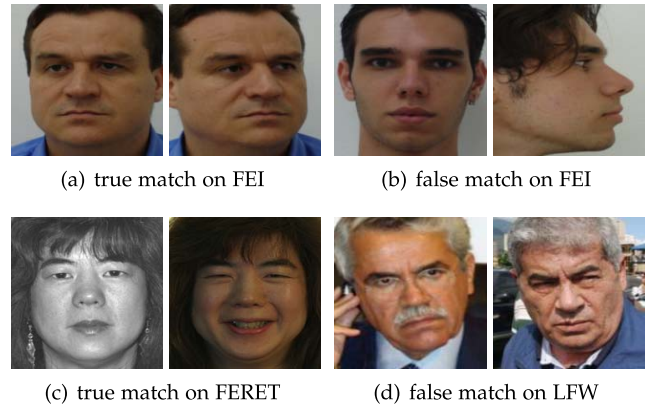 (a) true match on FEI
(b) false match on FEI
(c) true match on FERET
(d) false match on LFW